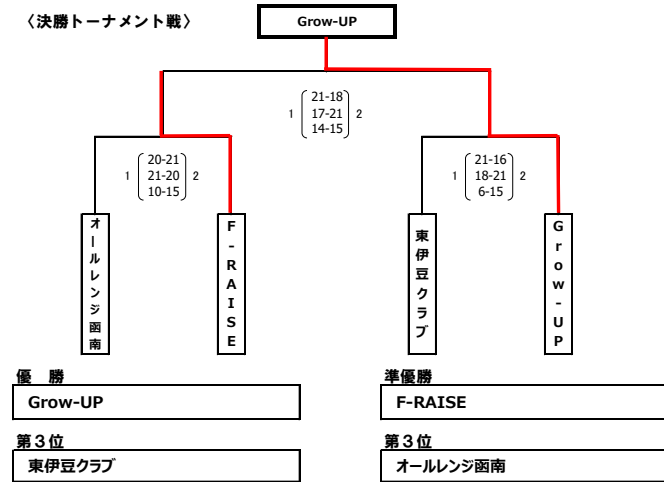 〈決勝トーナメント戦〉
Grow-UP
21-18
1 17-21 2
14-15
20-21
1 21-20 2
10-15
21-16
1 18-21 2
6-15
オールレンジ函南
F-RAISE
東伊豆クラブ
Grow-UP
優　勝
Grow-UP
準優勝
F-RAISE
第３位
東伊豆クラブ
第３位
オールレンジ函南